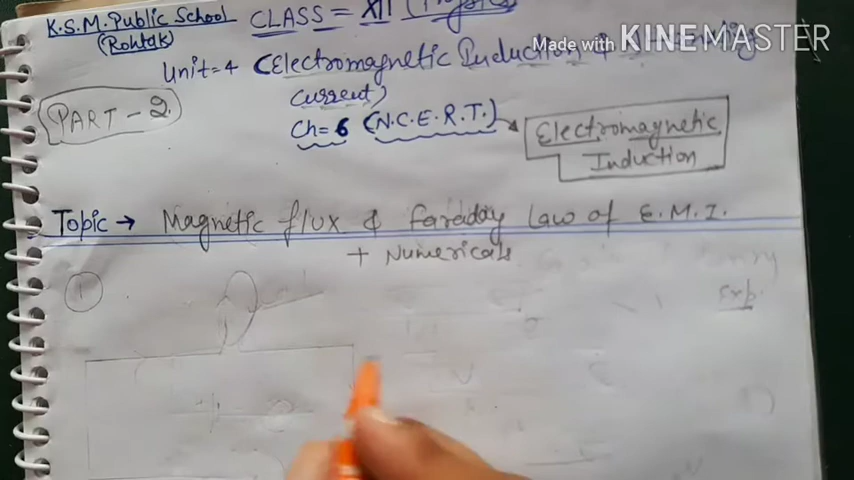 K.S.M. Public School CLASS = XII (Physics
(Rohtak)
Made with KINEMASTER
Unit=4 (Electromagnetic Induction &
current)
PART - 2.
Ch= 6 (N.C.E.R.T.) → Electromagnetic
Induction
Topic → Magnetic flux & faraday Law of E.M.I.
+ Numericals
1